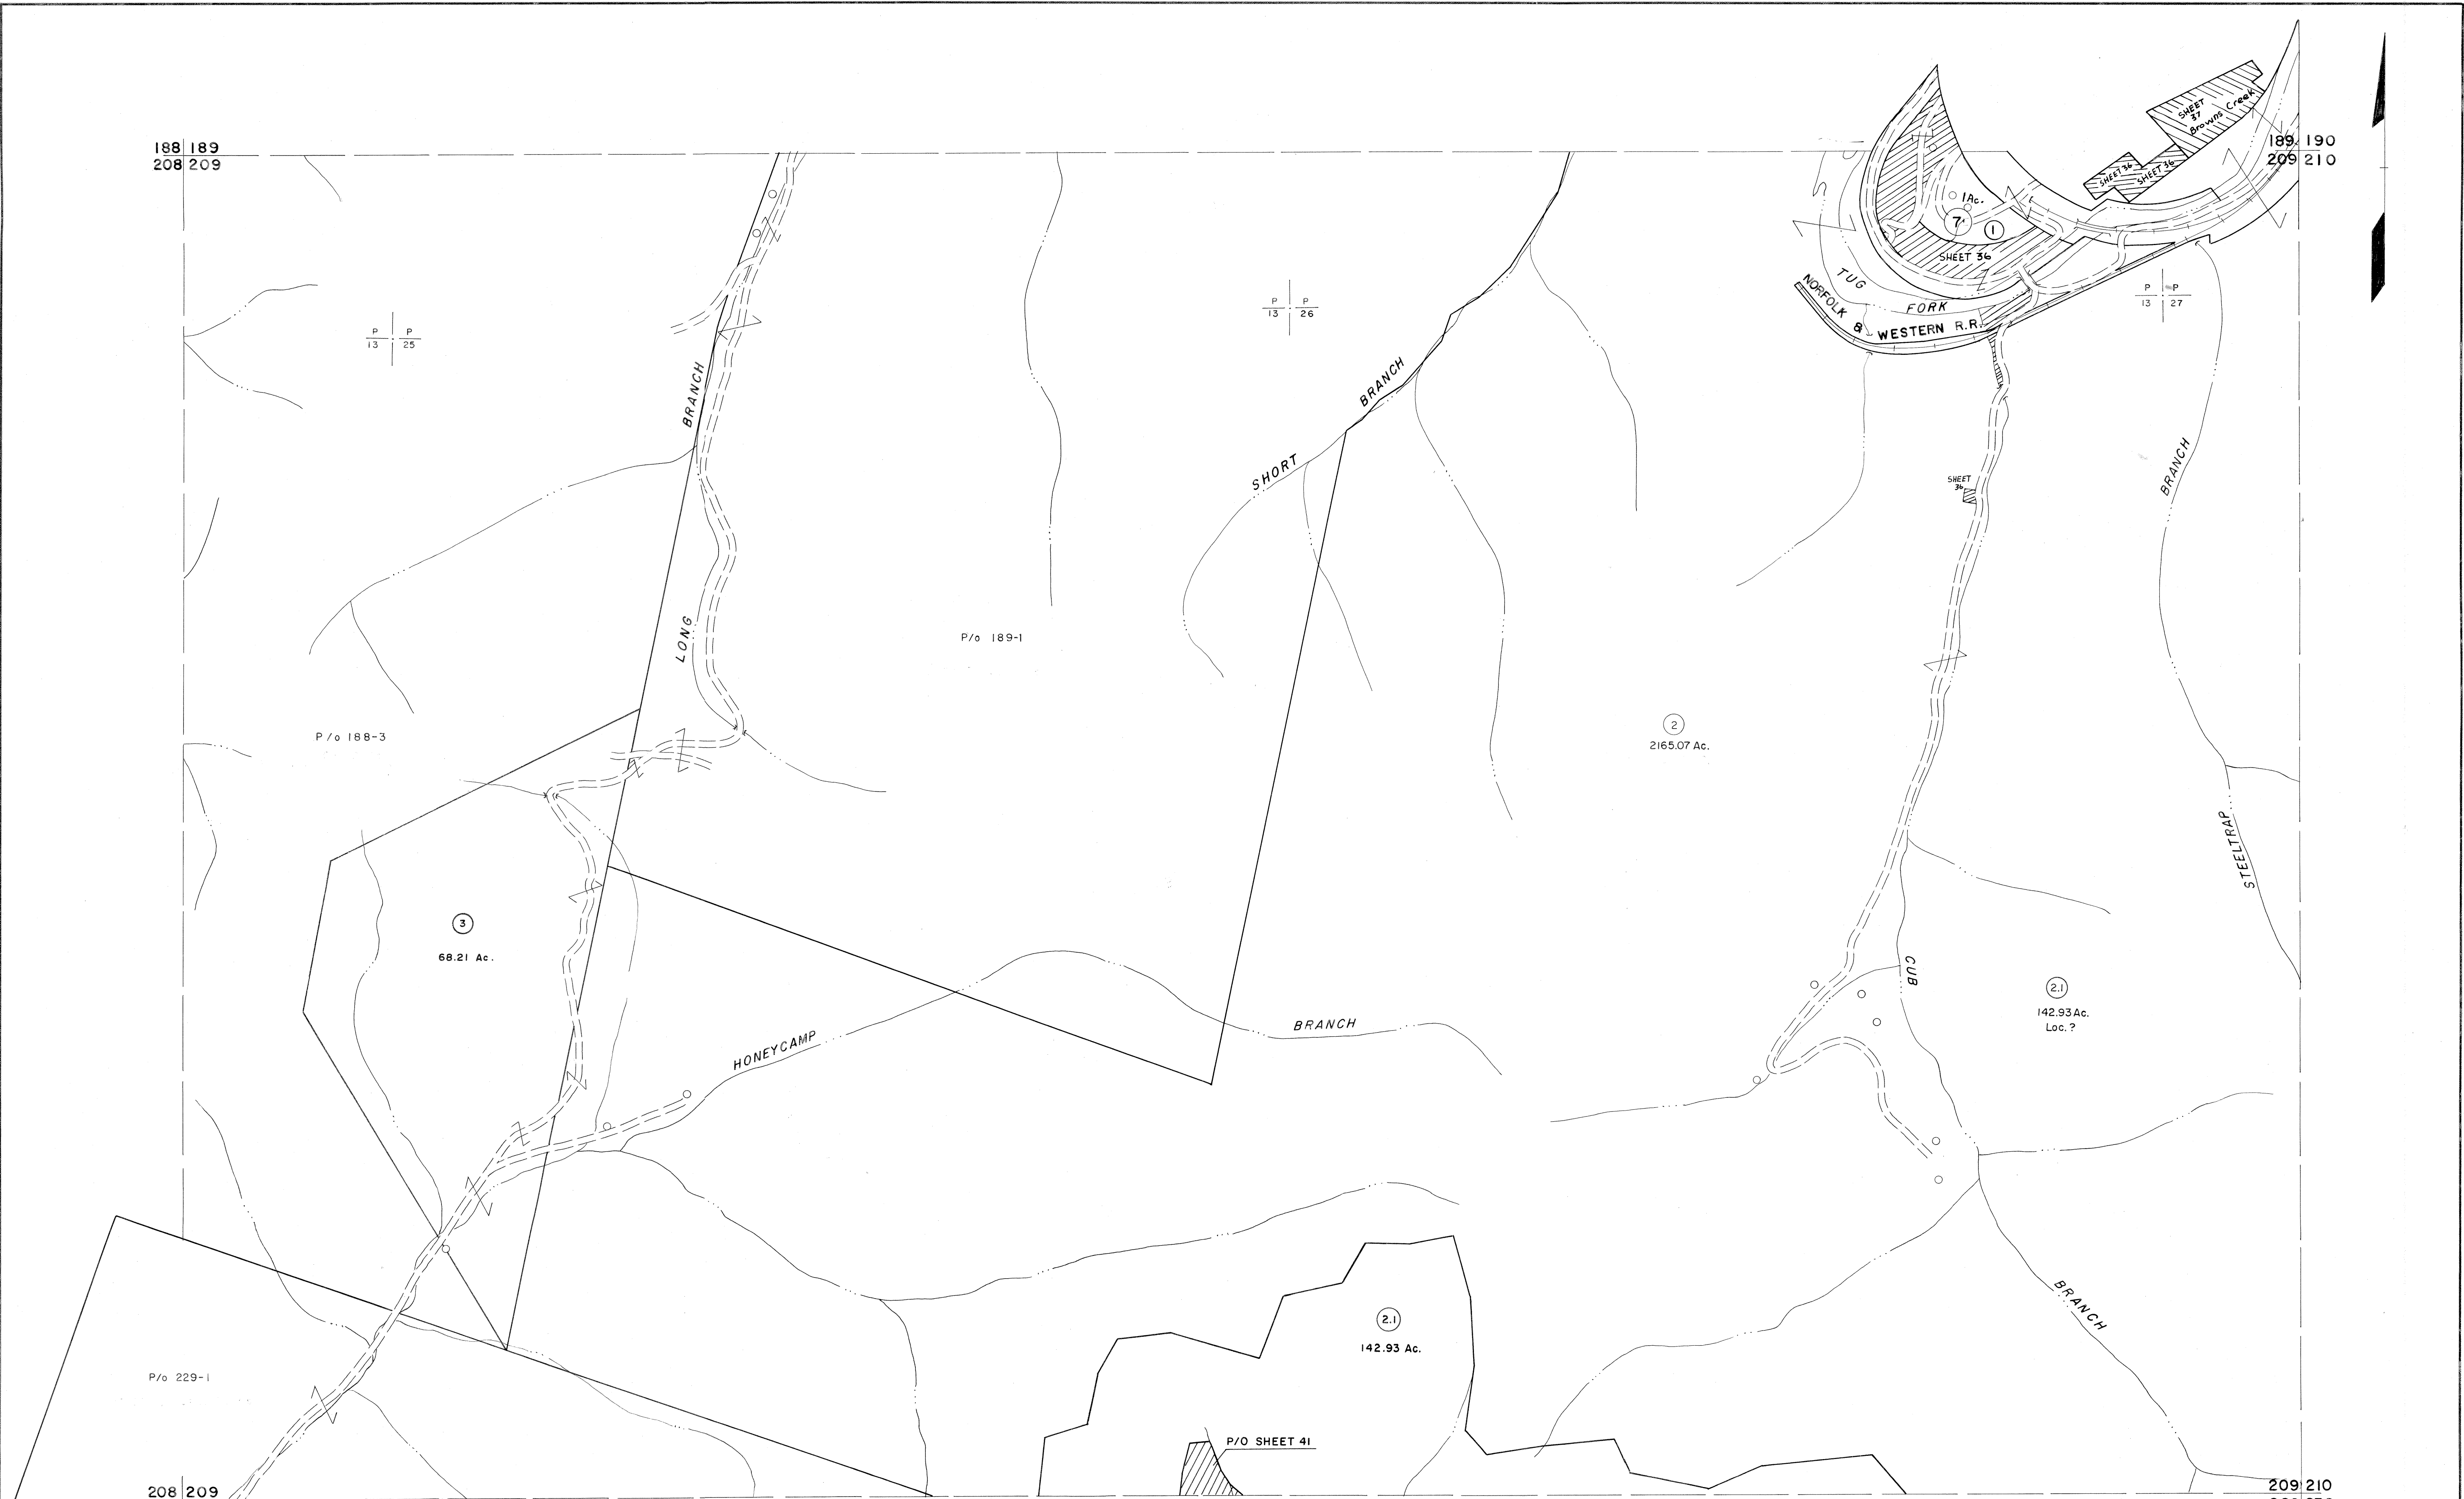 188 189
208 209
189 190
209 210
SHEET
37
Browns Creek
SHEET 36
SHEET 36
1 Ac.
7
1
SHEET 36
TUG FORK
NORFOLK & WESTERN R.R.
P P
13 25
P P
13 26
P P
13 27
BRANCH
LONG
SHORT BRANCH
BRANCH
STEELTRAP
SHEET
36
P/o 189-1
P/o 188-3
2
2165.07 Ac.
3
68.21 Ac.
CUB
BRANCH
2.1
142.93 Ac.
Loc. ?
HONEYCAMP BRANCH
2.1
142.93 Ac.
P/o 229-1
P/O SHEET 41
208 209
209 210